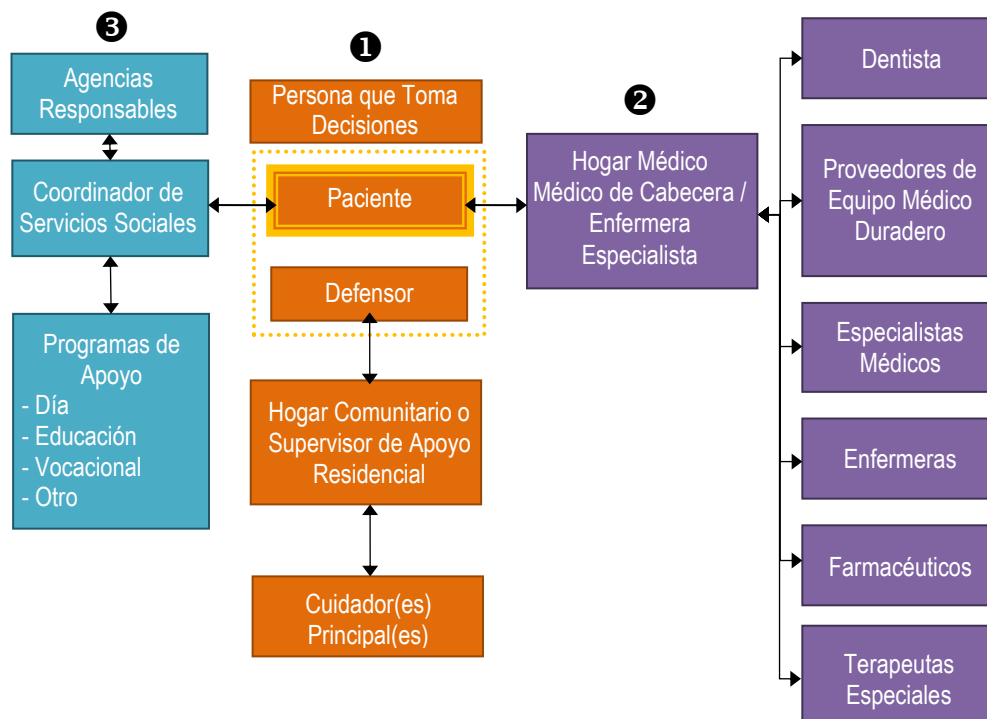 ❸
Agencias
Responsables
Coordinador de
Servicios Sociales
Programas de
Apoyo
- Día
- Educación
- Vocacional
- Otro
❶
Persona que Toma
Decisiones
Paciente
Defensor
Hogar Comunitario o
Supervisor de Apoyo
Residencial
Cuidador(es)
Principal(es)
❷
Hogar Médico
Médico de Cabecera /
Enfermera
Especialista
Dentista
Proveedores de
Equipo Médico
Duradero
Especialistas
Médicos
Enfermeras
Farmacéuticos
Terapeutas
Especiales